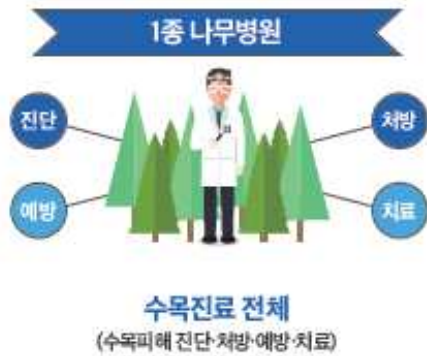 1종 나무병원
진단
처방
예방
치료
수목진료 전체
(수목피해 진단·처방·예방·치료)